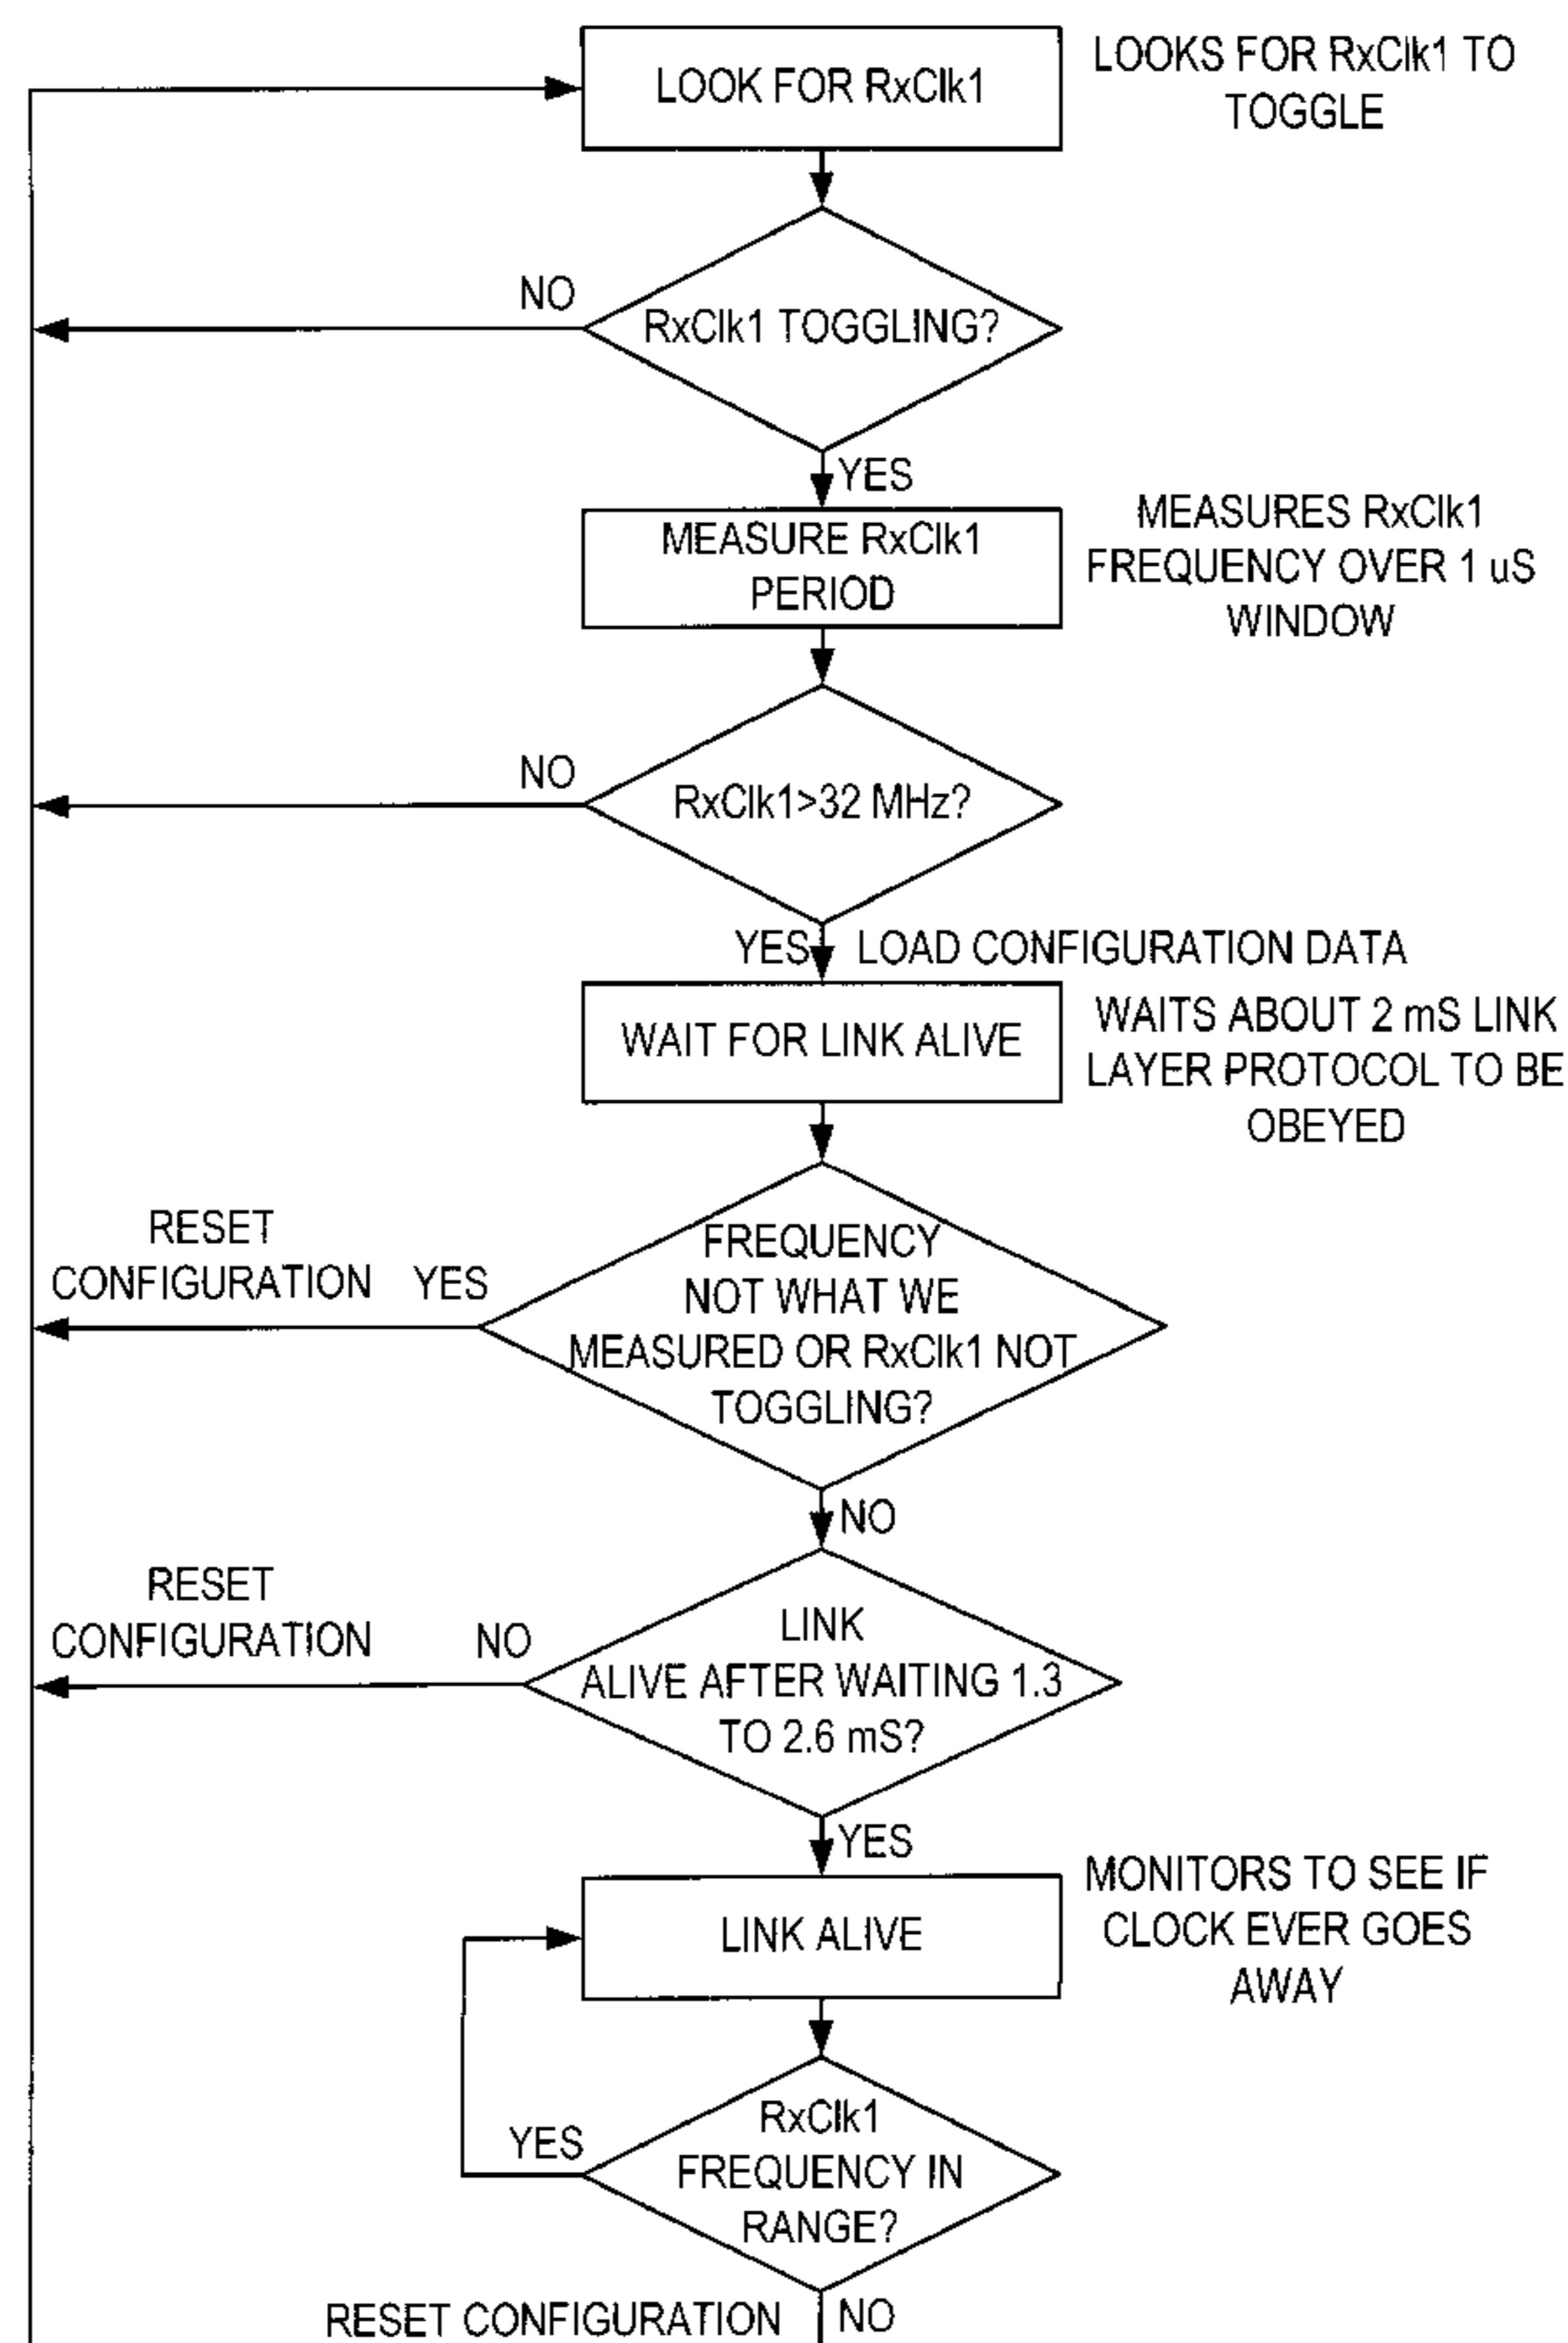 LOOK FOR RxClk1
LOOKS FOR RxClk1 TO
TOGGLE
NO
RxClk1 TOGGLING?
YES
MEASURE RxClk1
PERIOD
MEASURES RxClk1
FREQUENCY OVER 1 uS
WINDOW
NO
RxClk1>32 MHz?
YES
LOAD CONFIGURATION DATA
WAIT FOR LINK ALIVE
WAITS ABOUT 2 mS LINK
LAYER PROTOCOL TO BE
OBEYED
RESET
CONFIGURATION
YES
FREQUENCY
NOT WHAT WE
MEASURED OR RxClk1 NOT
TOGGLING?
NO
RESET
CONFIGURATION
NO
LINK
ALIVE AFTER WAITING 1.3
TO 2.6 mS?
YES
LINK ALIVE
MONITORS TO SEE IF
CLOCK EVER GOES
AWAY
YES
RxClk1
FREQUENCY IN
RANGE?
RESET CONFIGURATION
NO